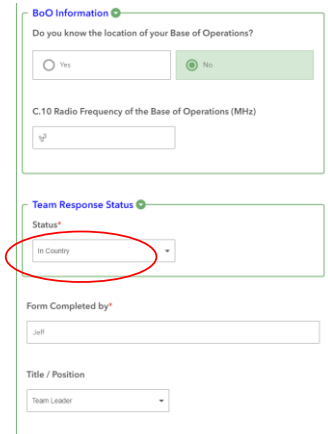 BoO Information
Do you know the location of your Base of Operations?
Yes
No
C.10 Radio Frequency of the Base of Operations (MHz)
Team Response Status
Status*
In Country
Form Completed by*
Jeff
Title / Position
Team Leader